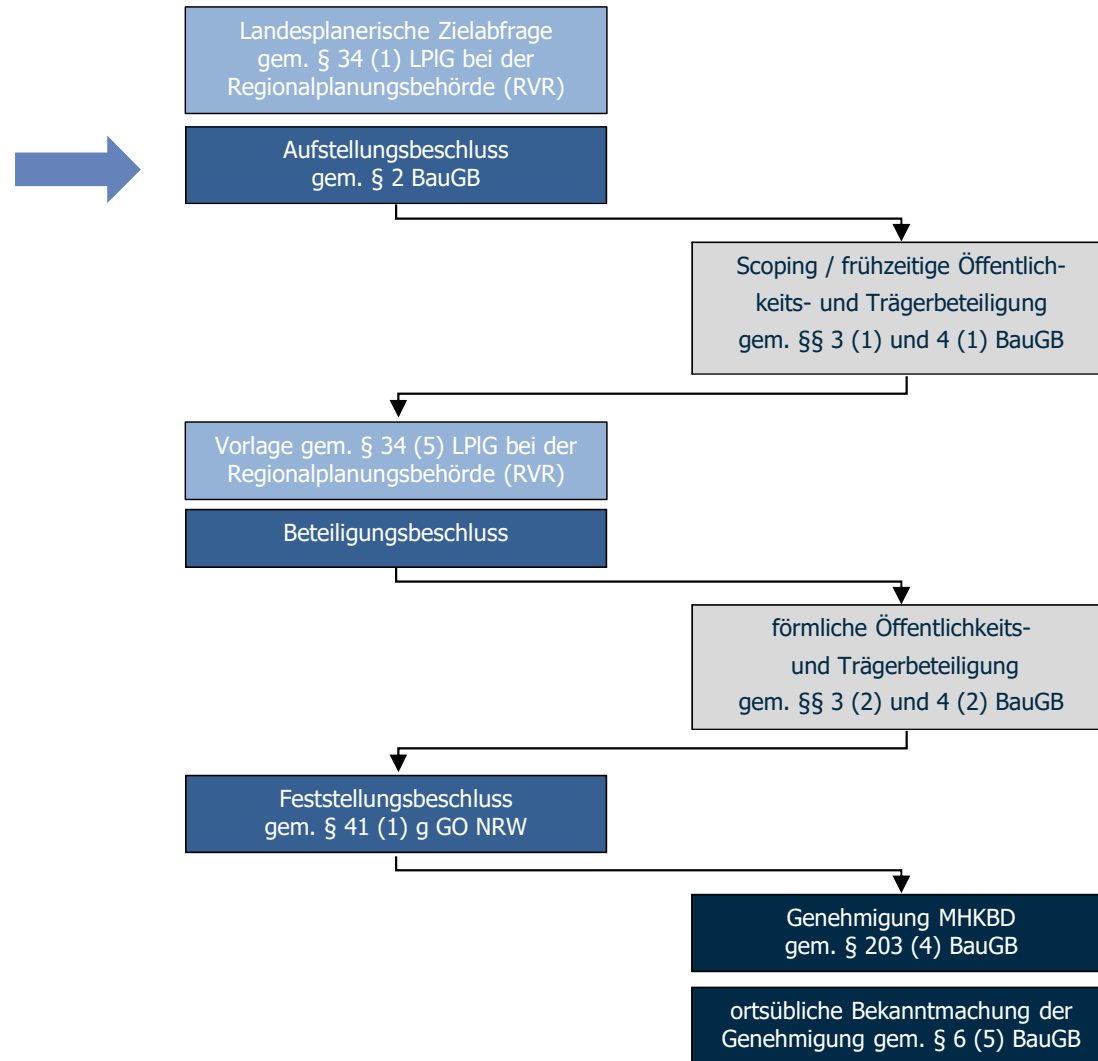 Landesplanerische Zielabfrage
gem. § 34 (1) LPlG bei der
Regionalplanungsbehörde (RVR)
Aufstellungsbeschluss
gem. § 2 BauGB
Scoping / frühzeitige Öffentlich-
keits- und Trägerbeteiligung
gem. §§ 3 (1) und 4 (1) BauGB
Vorlage gem. § 34 (5) LPlG bei der
Regionalplanungsbehörde (RVR)
Beteiligungsbeschluss
förmliche Öffentlichkeits-
und Trägerbeteiligung
gem. §§ 3 (2) und 4 (2) BauGB
Feststellungsbeschluss
gem. § 41 (1) g GO NRW
Genehmigung MHKBD
gem. § 203 (4) BauGB
ortsübliche Bekanntmachung der
Genehmigung gem. § 6 (5) BauGB